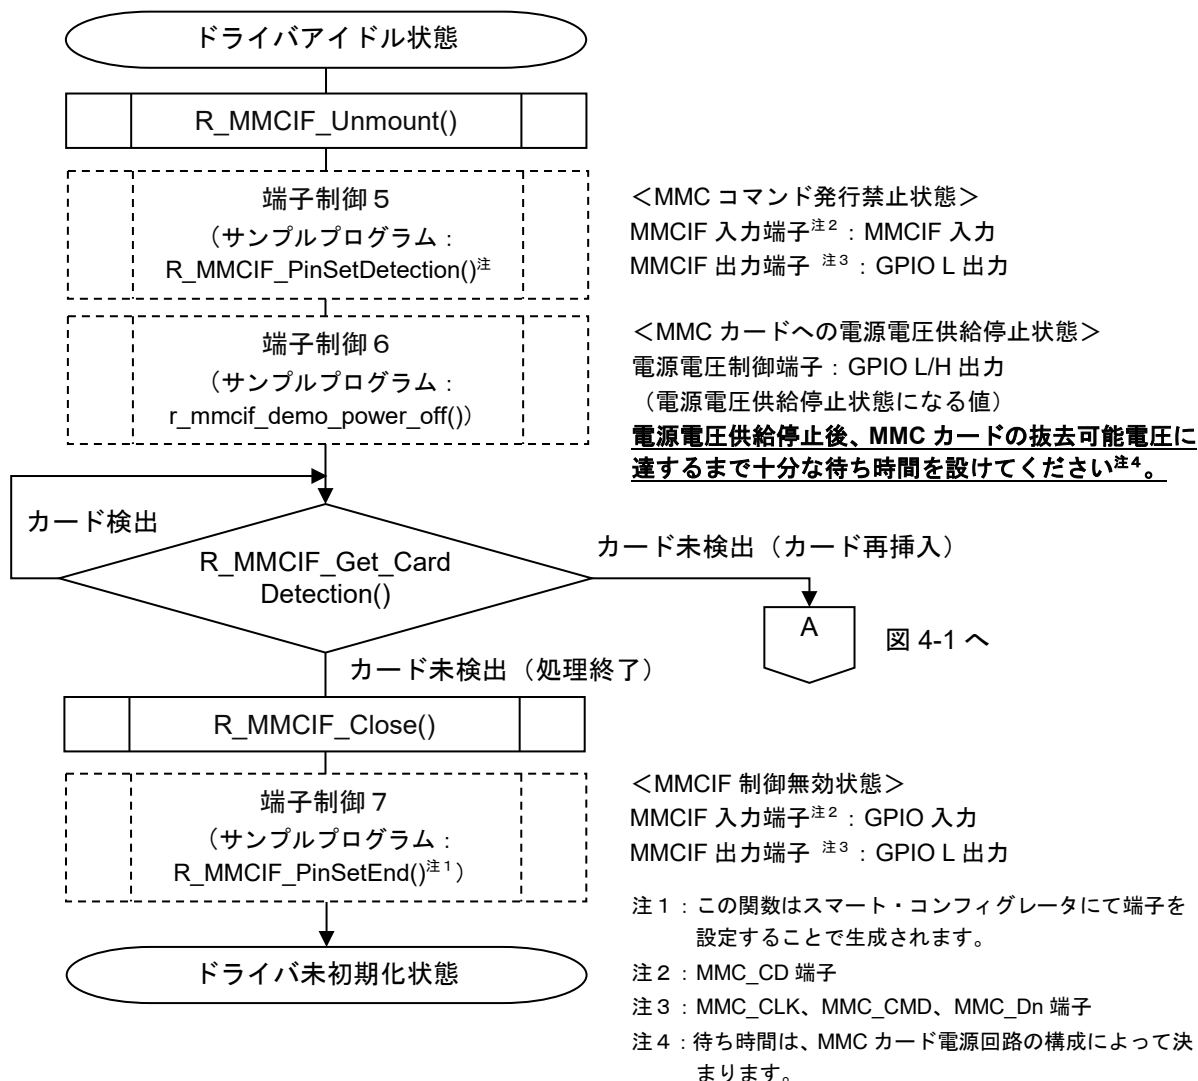 ドライバアイドル状態
R_MMCIF_Unmount()
端子制御５
（サンプルプログラム：
R_MMCIF_PinSetDetection()注
＜MMC コマンド発行禁止状態＞
MMCIF 入力端子注２：MMCIF 入力
MMCIF 出力端子 注３：GPIO L 出力
端子制御６
（サンプルプログラム：
r_mmcif_demo_power_off()）
＜MMC カードへの電源電圧供給停止状態＞
電源電圧制御端子：GPIO L/H 出力
（電源電圧供給停止状態になる値）
電源電圧供給停止後、MMC カードの抜去可能電圧に
達するまで十分な待ち時間を設けてください注４。
カード検出
R_MMCIF_Get_Card
Detection()
カード未検出（カード再挿入）
A
図 4-1 へ
カード未検出（処理終了）
R_MMCIF_Close()
端子制御７
（サンプルプログラム：
R_MMCIF_PinSetEnd()注１）
＜MMCIF 制御無効状態＞
MMCIF 入力端子注２：GPIO 入力
MMCIF 出力端子 注３：GPIO L 出力
ドライバ未初期化状態
注１：この関数はスマート・コンフィグレータにて端子を
設定することで生成されます。
注２：MMC_CD 端子
注３：MMC_CLK、MMC_CMD、MMC_Dn 端子
注４：待ち時間は、MMC カード電源回路の構成によって決
まります。